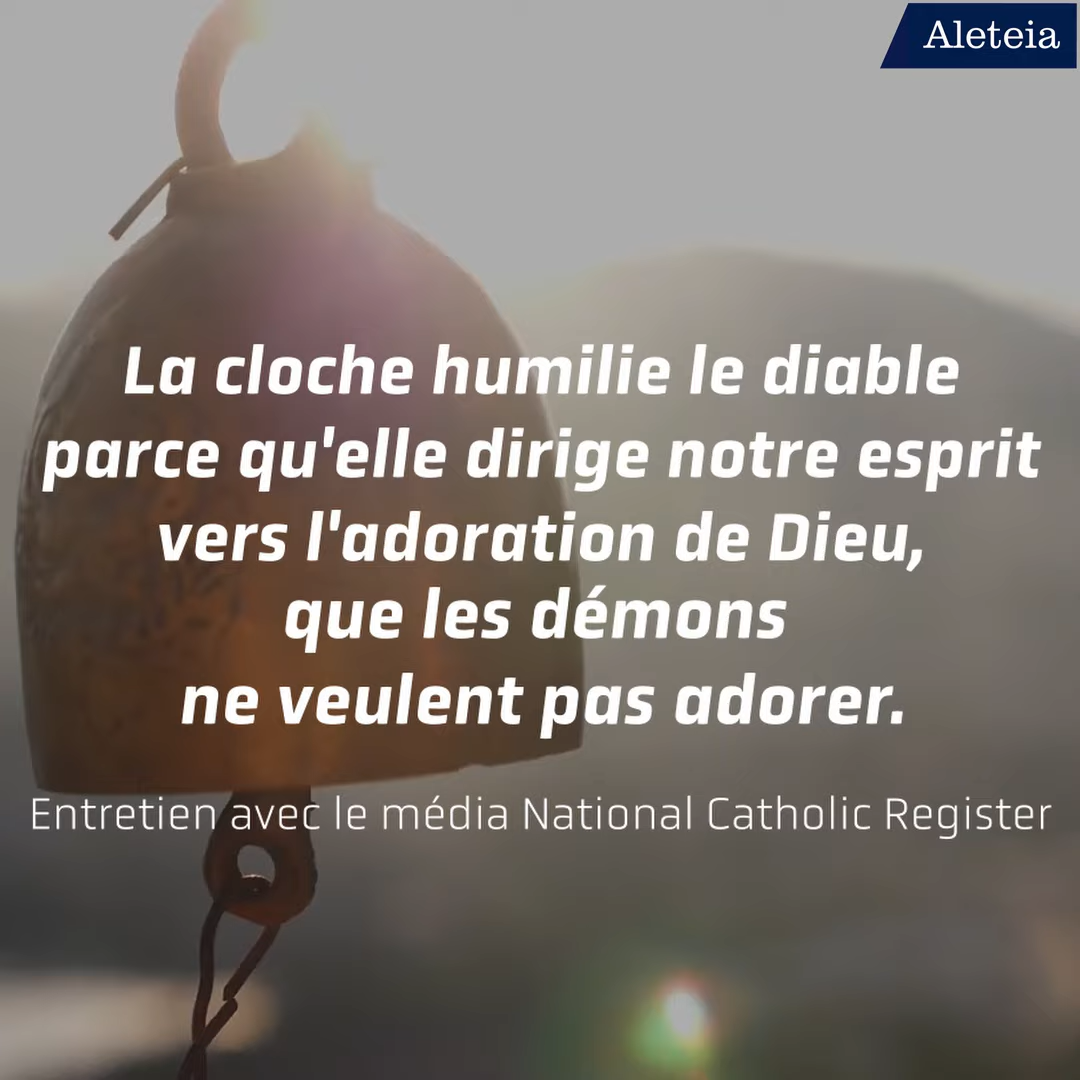 Aleteia
La cloche humilie le diable
parce qu'elle dirige notre esprit
vers l'adoration de Dieu,
que les démons
ne veulent pas adorer.
Entretien avec le média National Catholic Register